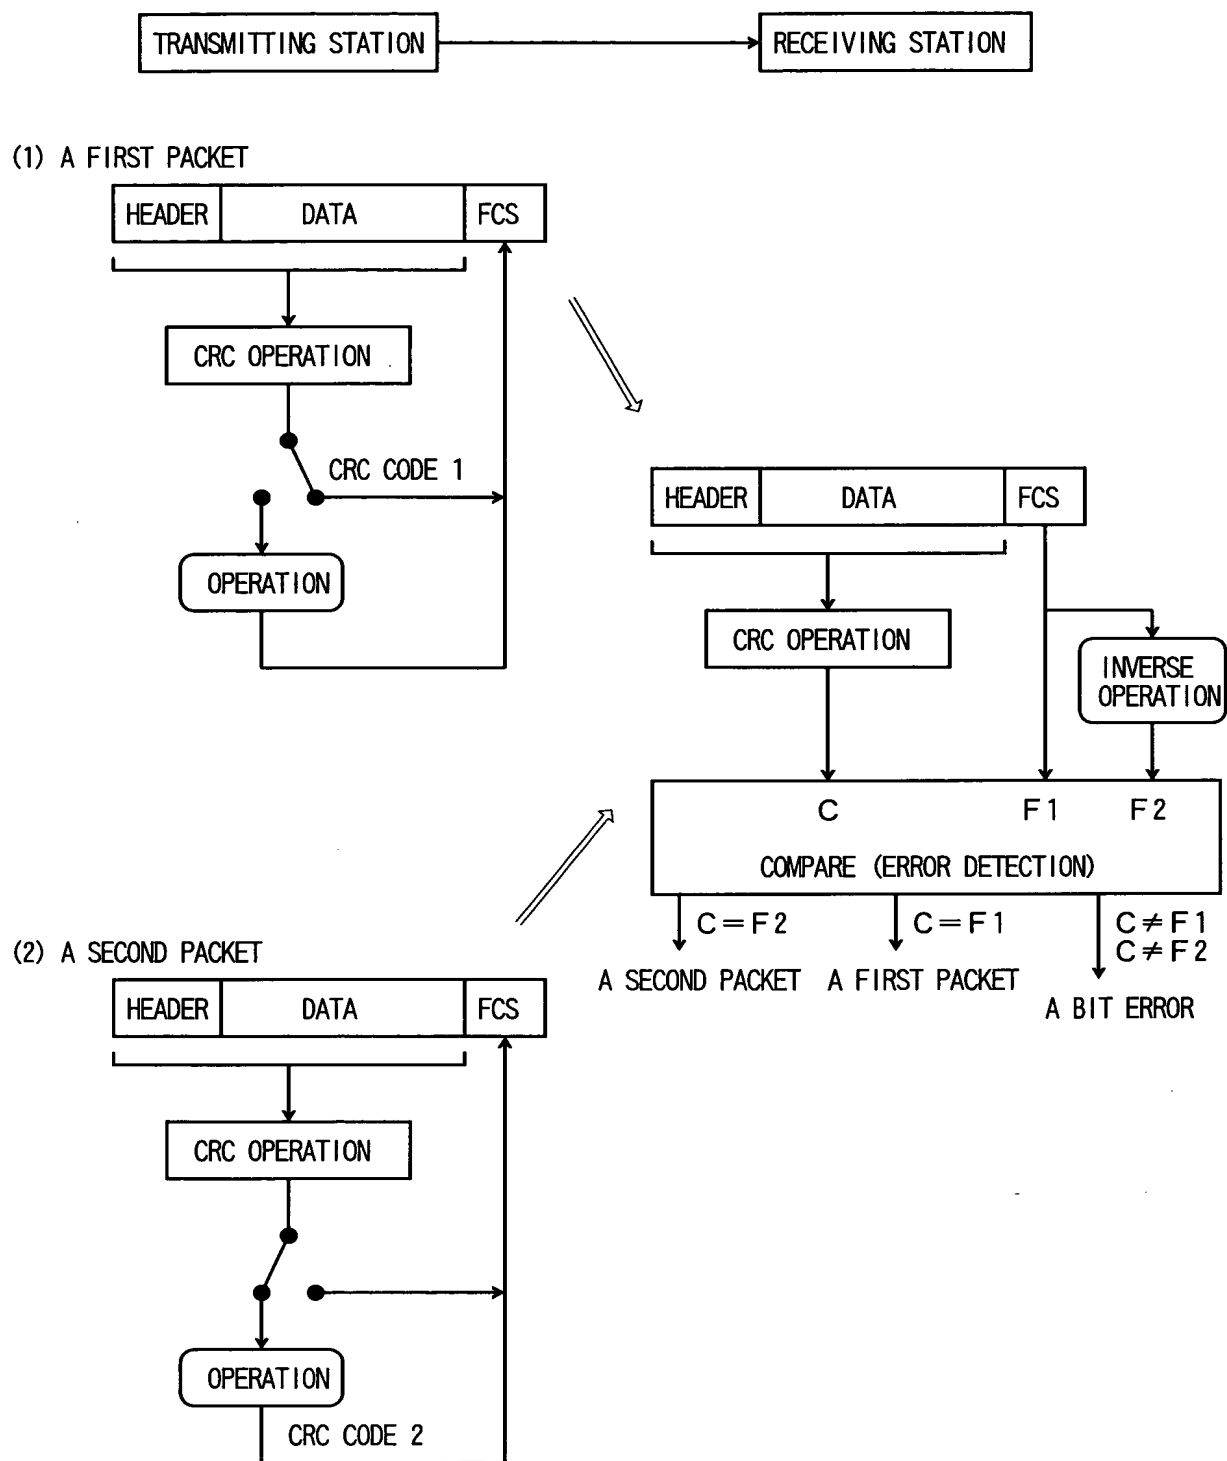 TRANSMITTING STATION
RECEIVING STATION
(1) A FIRST PACKET
HEADER
DATA
FCS
CRC OPERATION
CRC CODE 1
OPERATION
HEADER
DATA
FCS
CRC OPERATION
INVERSE
OPERATION
C
F1
F2
COMPARE (ERROR DETECTION)
C=F2
C=F1
C≠F1
C≠F2
A SECOND PACKET
A FIRST PACKET
A BIT ERROR
(2) A SECOND PACKET
HEADER
DATA
FCS
CRC OPERATION
OPERATION
CRC CODE 2